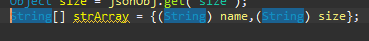 Object size = jsonObj.get("size");
String[] strArray = {(String) name,(String) size};